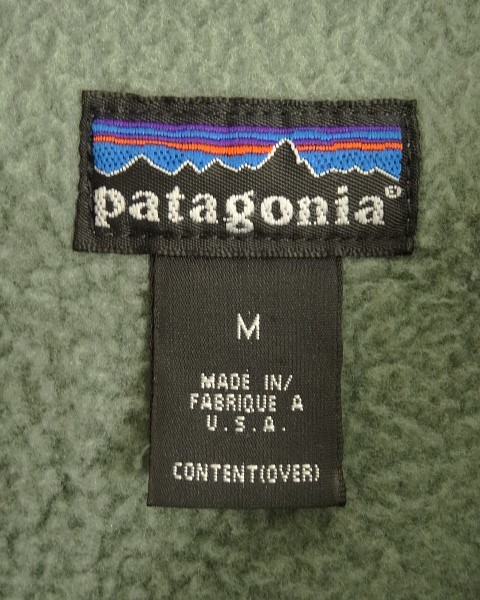 patagonia®
M
MADE IN/
FABRIQUE A
U.S.A.
CONTENT(OVER)